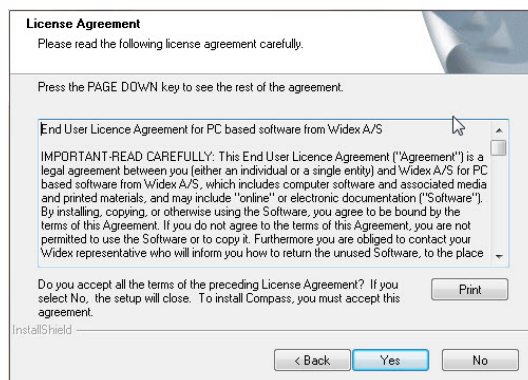 License Agreement
Please read the following license agreement carefully.
Press the PAGE DOWN key to see the rest of the agreement.
End User Licence Agreement for PC based software from Widex A/S
IMPORTANT-READ CAREFULLY: This End User Licence Agreement ("Agreement") is a
legal agreement between you (either an individual or a single entity) and Widex A/S for PC
based software from Widex A/S, which includes computer software and associated media
and printed materials, and may include "online" or electronic documentation ("Software").
By installing, copying, or otherwise using the Software, you agree to be bound by the
terms of this Agreement. If you do not agree to the terms of this Agreement, you are not
permitted to use the Software or to copy it. Furthermore you are obliged to contact your
Widex representative who will inform you how to return the unused Software, to the place
Do you accept all the terms of the preceding License Agreement? If you
select No, the setup will close. To install Compass, you must accept this
agreement.
Print
InstallShield
< Back
Yes
No